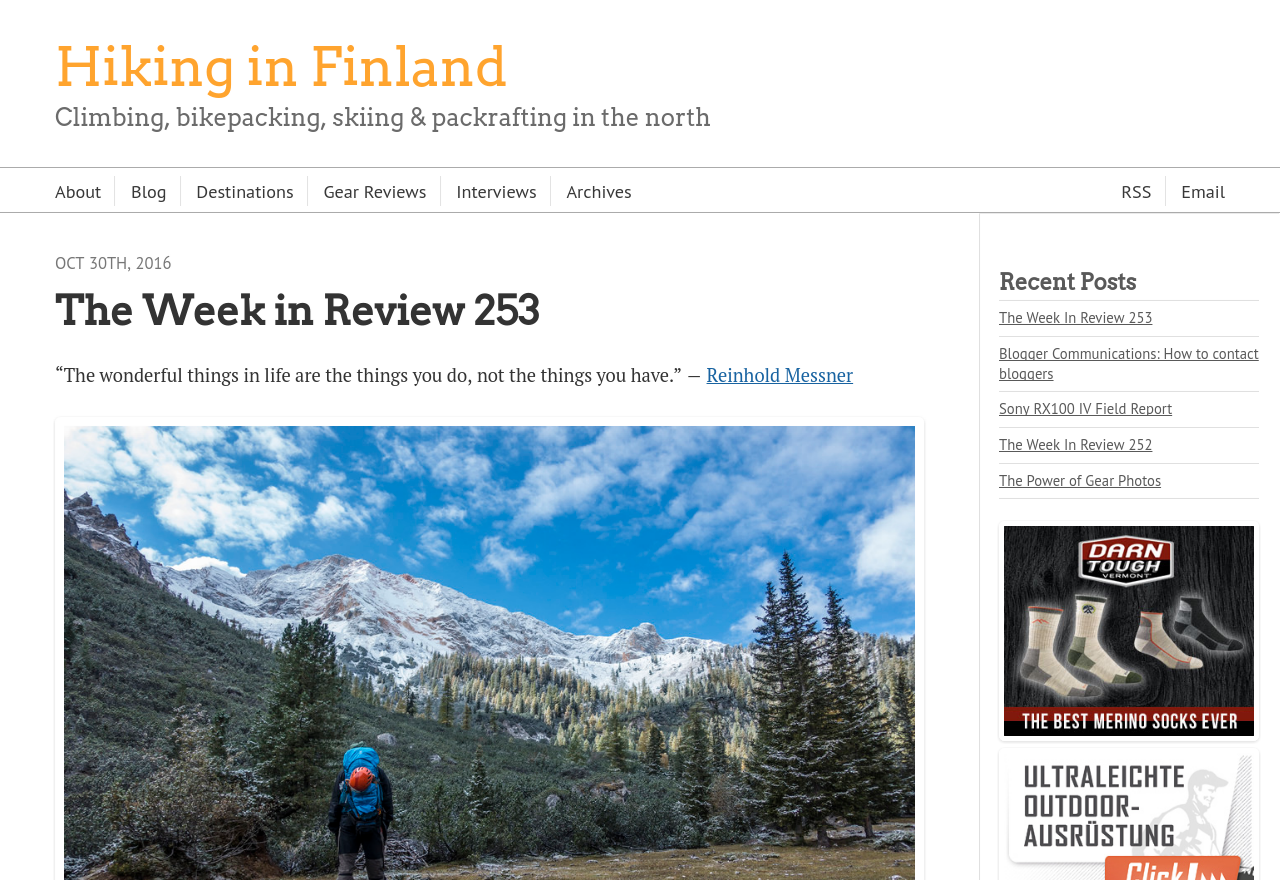 Hiking in Finland
Climbing, bikepacking, skiing & packrafting in the north
About
Blog
Destinations
Gear Reviews
Interviews
Archives
RSS
Email
OCT 30TH, 2016
The Week in Review 253
“The wonderful things in life are the things you do, not the things you have.” — Reinhold Messner
Recent Posts
The Week In Review 253
Blogger Communications: How to contact
bloggers
Sony RX100 IV Field Report
The Week In Review 252
The Power of Gear Photos
DARN
TOUGH
VERMONT
THE BEST MERINO SOCKS EVER
ULTRALEICHTE
OUTDOOR-
AUSRÜSTUNG
Click!